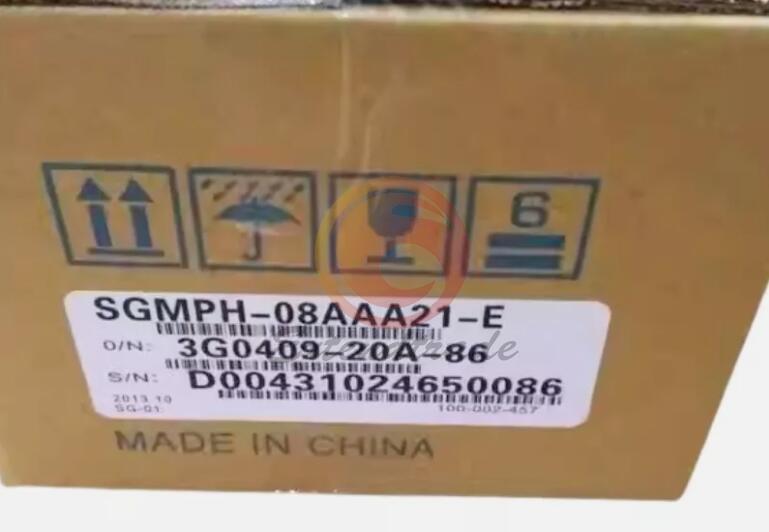 6
SGMPH-08AAA21-E
O/N: 3G0409-20A-86
S/N: D00431024650086
2013.10
SG-01 100-002-457
MADE IN CHINA